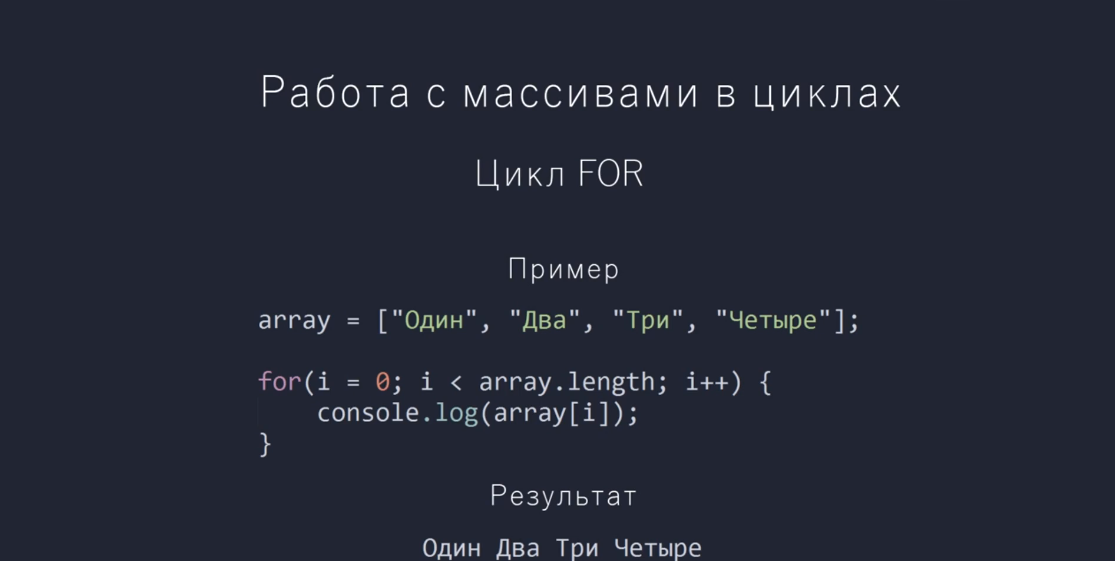 Работа с массивами в циклах
Цикл FOR
Пример
array = ["Один", "Два", "Три", "Четыре"];
for(i = 0; i < array.length; i++) {
    console.log(array[i]);
}
Результат
Один Два Три Четыре